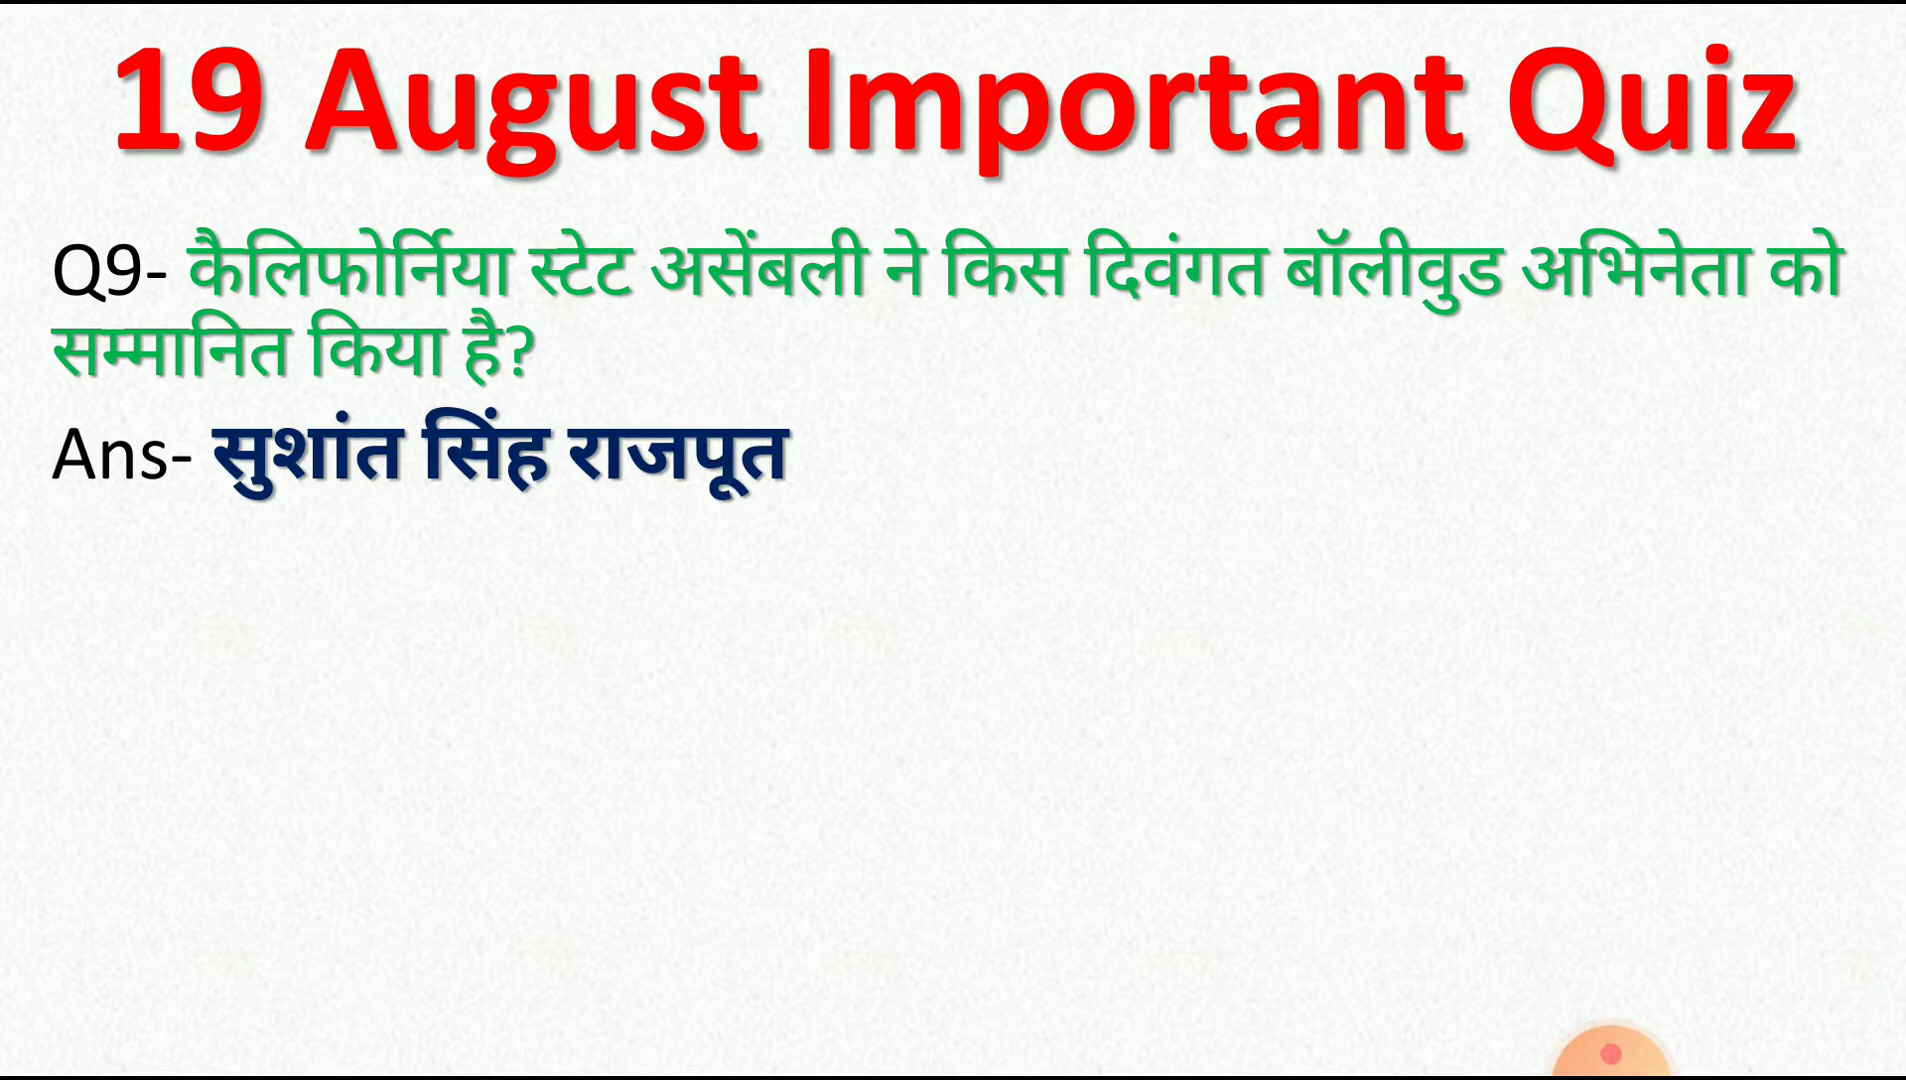 19 August Important Quiz
Q9- कैलिफोर्निया स्टेट असेंबली ने किस दिवंगत बॉलीवुड अभिनेता को
सम्मानित किया है?
Ans- सुशांत सिंह राजपूत